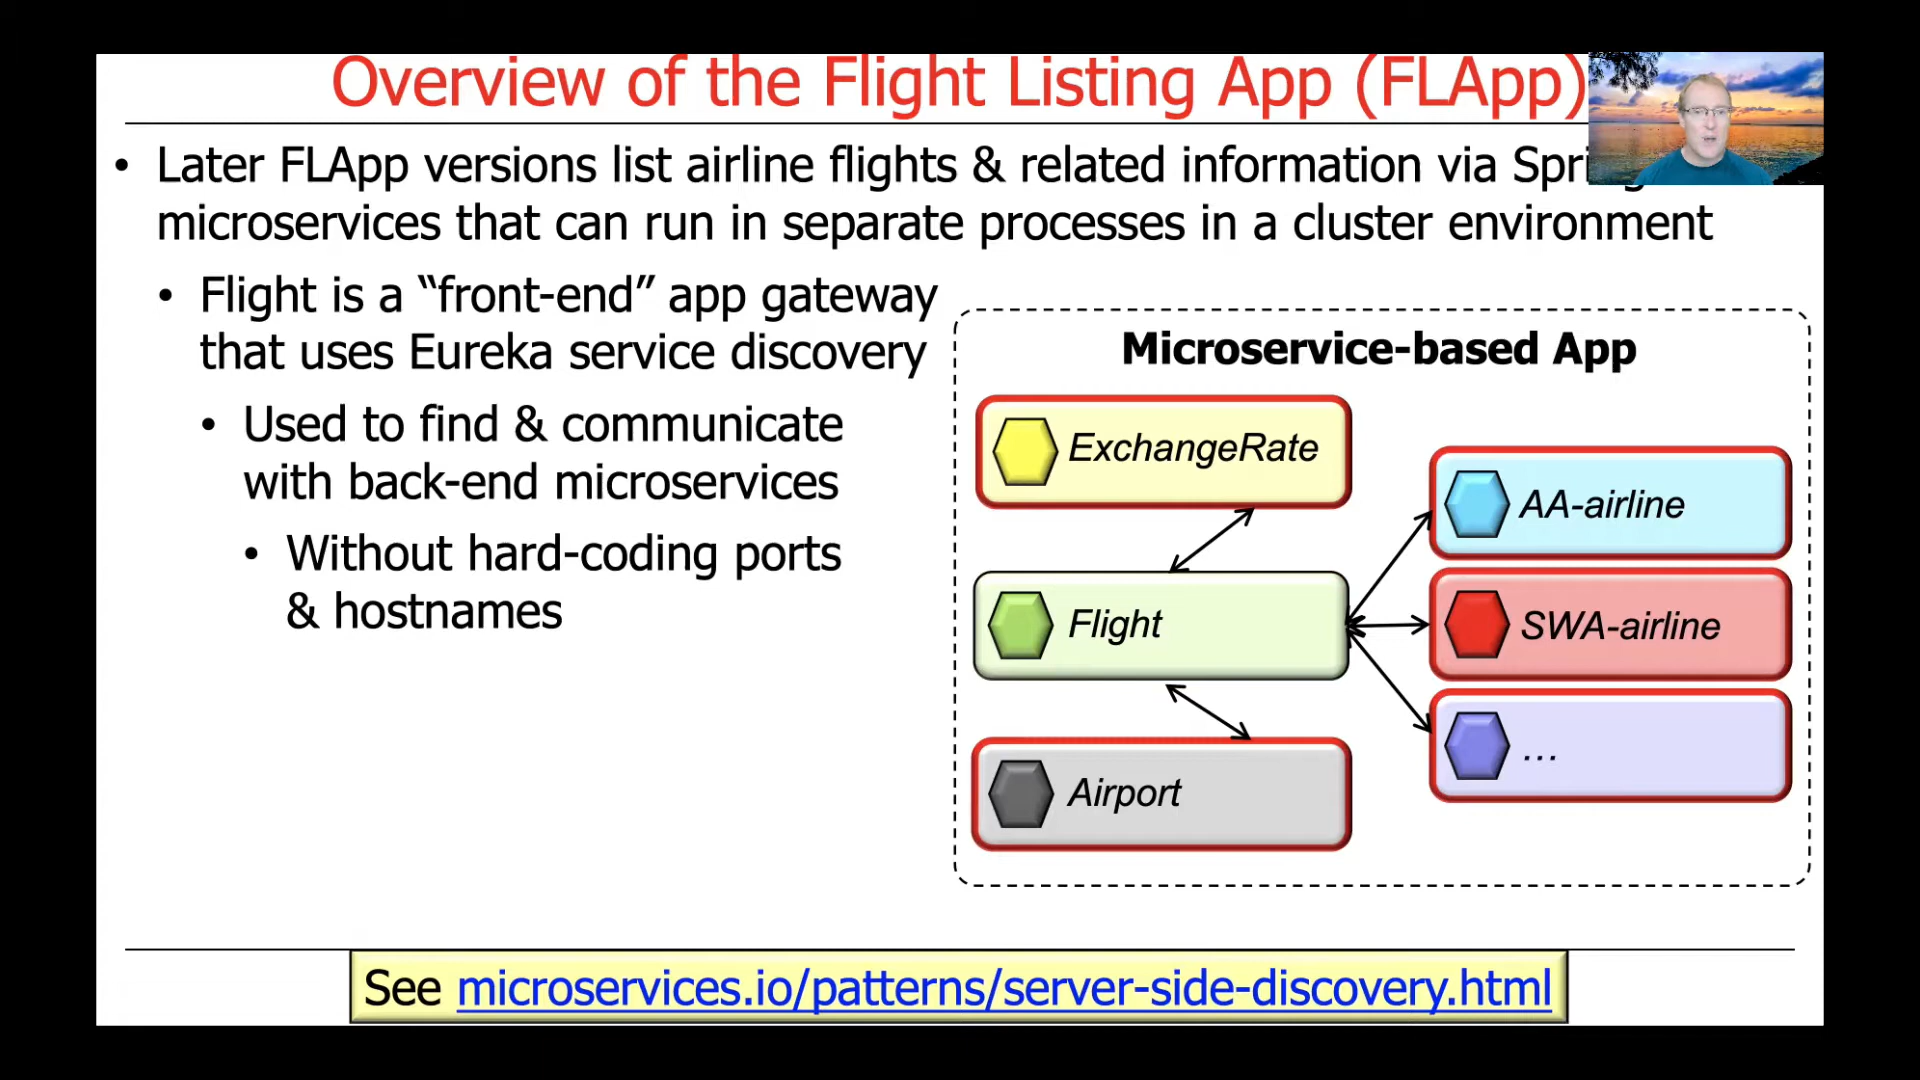 Overview of the Flight Listing App (FLApp)
• Later FLApp versions list airline flights & related information via
microservices that can run in separate processes in a cluster environment
• Flight is a “front-end” app gateway
that uses Eureka service discovery
• Used to find & communicate
with back-end microservices
• Without hard-coding ports
& hostnames
Microservice-based App
ExchangeRate
AA-airline
Flight
SWA-airline
...
Airport
See microservices.io/patterns/server-side-discovery.html